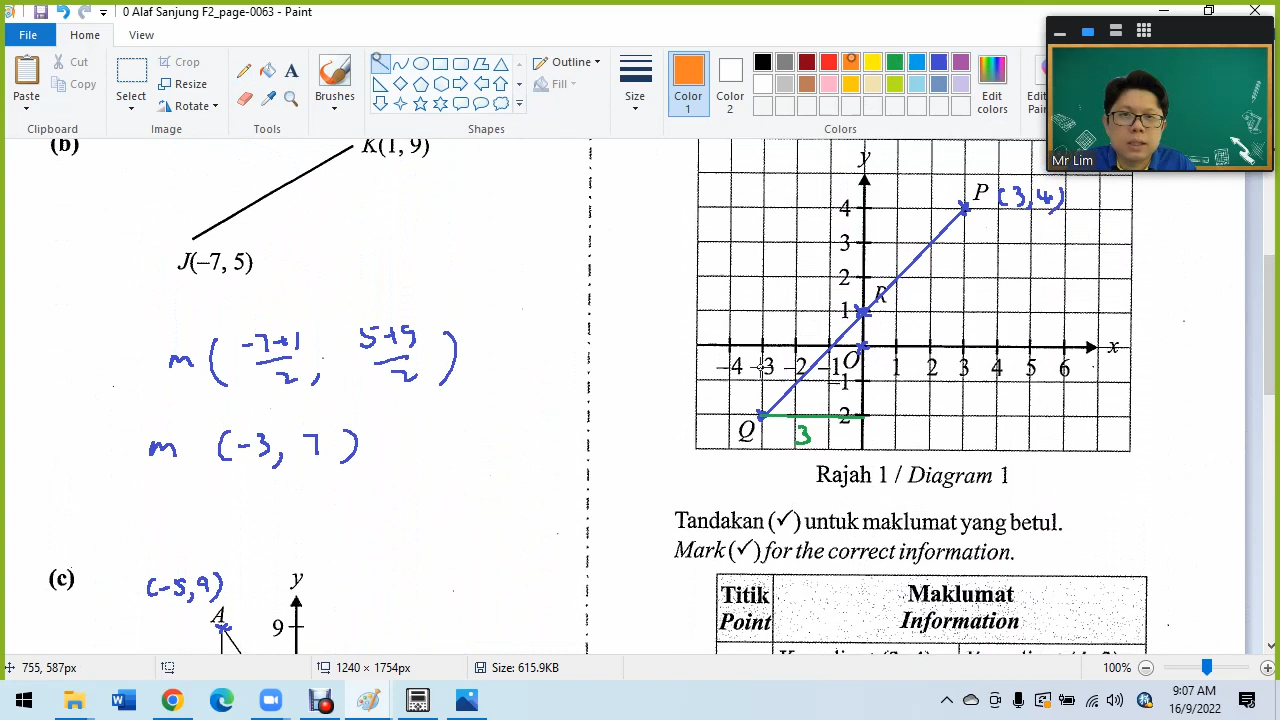 0 Alaf Sanjung F2_page-0063 - Paint
File
Home
View
Paste
Cut
Copy
Clipboard
Select
Crop
Resize
Rotate
Image
Tools
Brushes
Shapes
Outline
Fill
Size
Color 1
Color 2
Colors
Edit colors
Edit
Mr Lim
(b)
K(1, 9)
J(–7, 5)
m ( -7+1/2 , 5+9/2 )
m (-3, 7)
(c)
(-5,9)
A
y
9
y
P (3,4)
4
3
2
R
1
O
x
–4 –3 –2 –1 1 2 3 4 5 6
–1
2
Q
3
Rajah 1 / Diagram 1
Tandakan (✓) untuk maklumat yang betul.
Mark (✓) for the correct information.
Titik
Point
Maklumat
Information
755, 587px
1240 × 1754px
Size: 615.9KB
100%
9:07 AM
16/9/2022